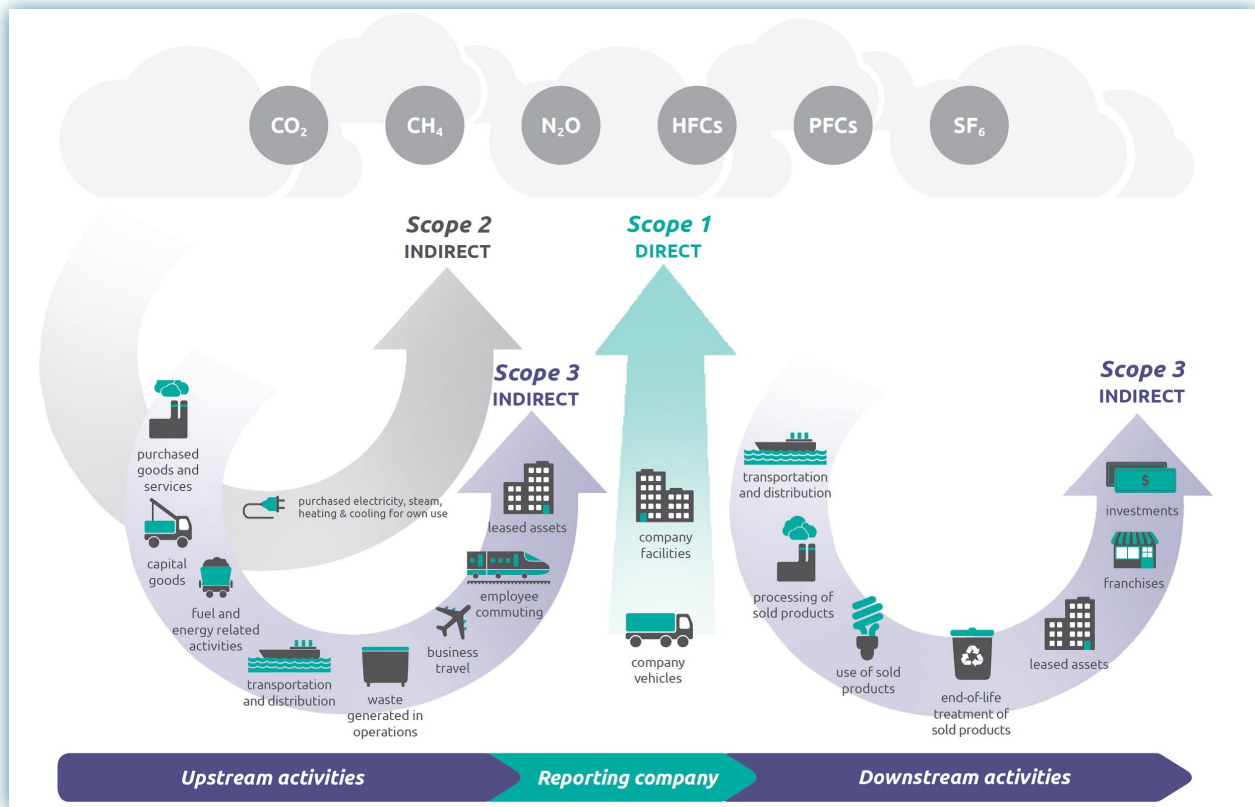 CO₂
CH₄
N₂O
HFCs
PFCs
SF₆
Scope 2
INDIRECT
Scope 1
DIRECT
Scope 3
INDIRECT
Scope 3
INDIRECT
purchased
goods and
services
capital
goods
fuel and
energy related
activities
purchased electricity, steam,
heating & cooling for own use
transportation
and distribution
waste
generated in
operations
business
travel
employee
commuting
leased assets
company
facilities
company
vehicles
transportation
and distribution
processing of
sold products
use of sold
products
end-of-life
treatment of
sold products
leased assets
franchises
$
investments
Upstream activities
Reporting company
Downstream activities